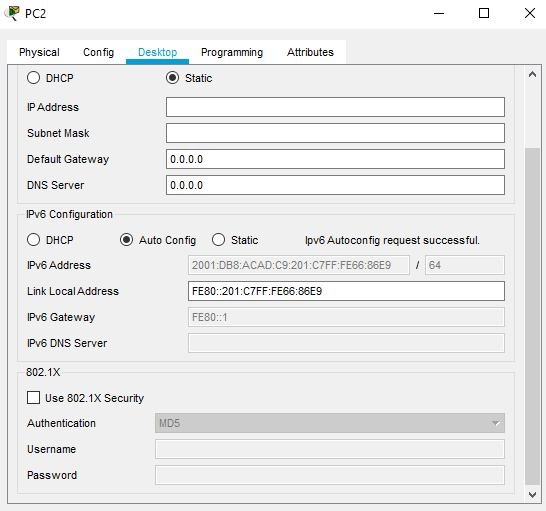 PC2
Physical Config Desktop Programming Attributes
DHCP Static
IP Address
Subnet Mask
Default Gateway 0.0.0.0
DNS Server 0.0.0.0
IPv6 Configuration
DHCP Auto Config Static Ipv6 Autoconfig request successful.
IPv6 Address 2001:DB8:ACAD:C9:201:C7FF:FE66:86E9 / 64
Link Local Address FE80::201:C7FF:FE66:86E9
IPv6 Gateway FE80::1
IPv6 DNS Server
802.1X
Use 802.1X Security
Authentication MD5
Username
Password